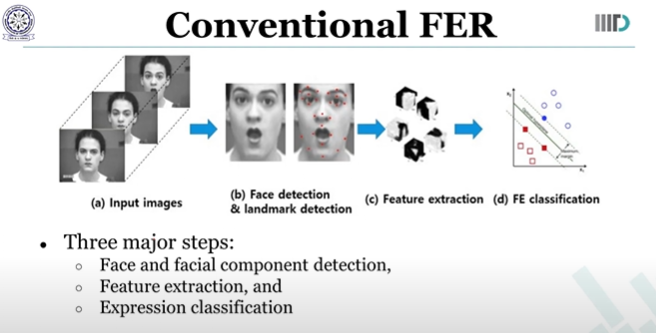 Conventional FER
IIID
(a) Input images
(b) Face detection
& landmark detection
(c) Feature extraction
(d) FE classification
• Three major steps:
◦ Face and facial component detection,
◦ Feature extraction, and
◦ Expression classification